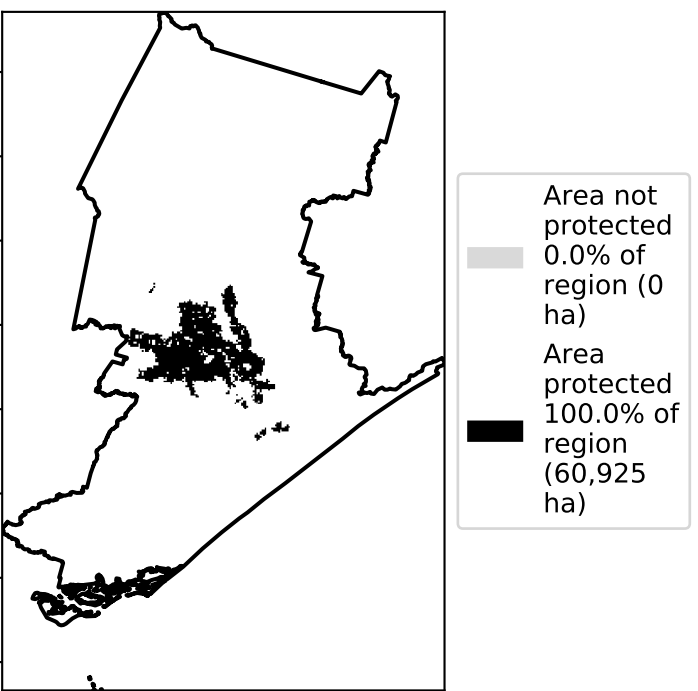 Area not
protected
0.0% of
region (0
ha)
Area
protected
100.0% of
region
(60,925
ha)